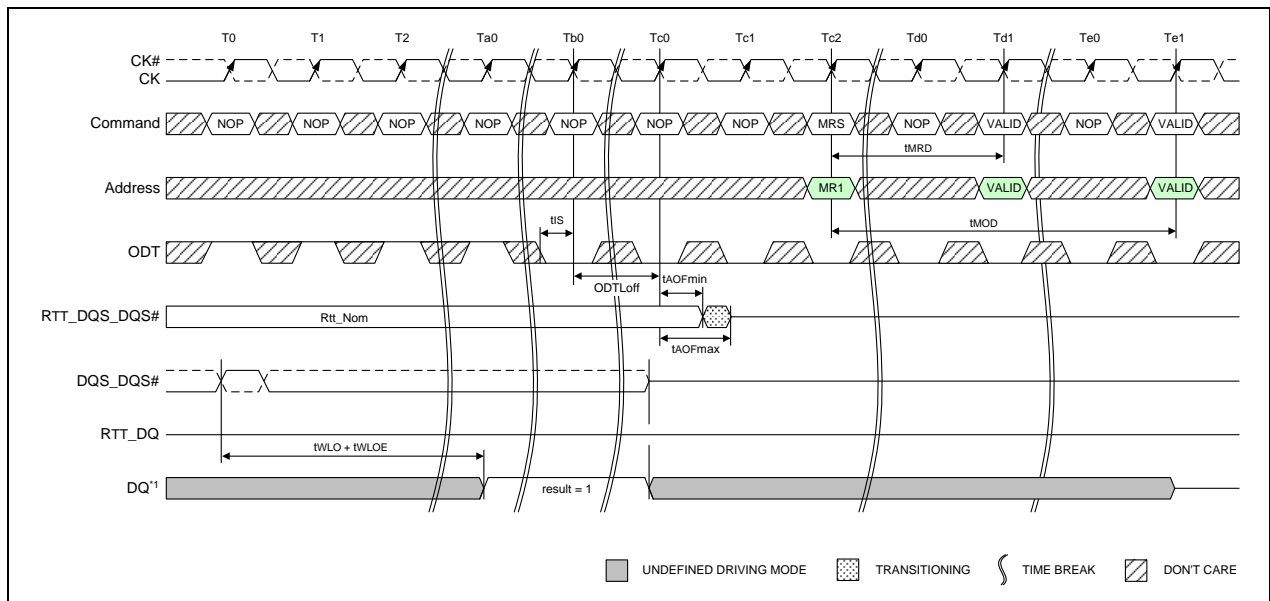 T0 T1 T2 Ta0 Tb0 Tc0 Tc1 Tc2 Td0 Td1 Te0 Te1
CK#
CK
Command NOP NOP NOP NOP NOP NOP NOP MRS NOP VALID NOP VALID
tMRD
Address MR1 VALID VALID
tIS
tMOD
ODT
tAOFmin
ODTLoff
RTT_DQS_DQS# Rtt_Nom
tAOFmax
DQS_DQS#
RTT_DQ
tWLO + tWLOE
DQ*1 result = 1
UNDEFINED DRIVING MODE TRANSITIONING TIME BREAK DON'T CARE